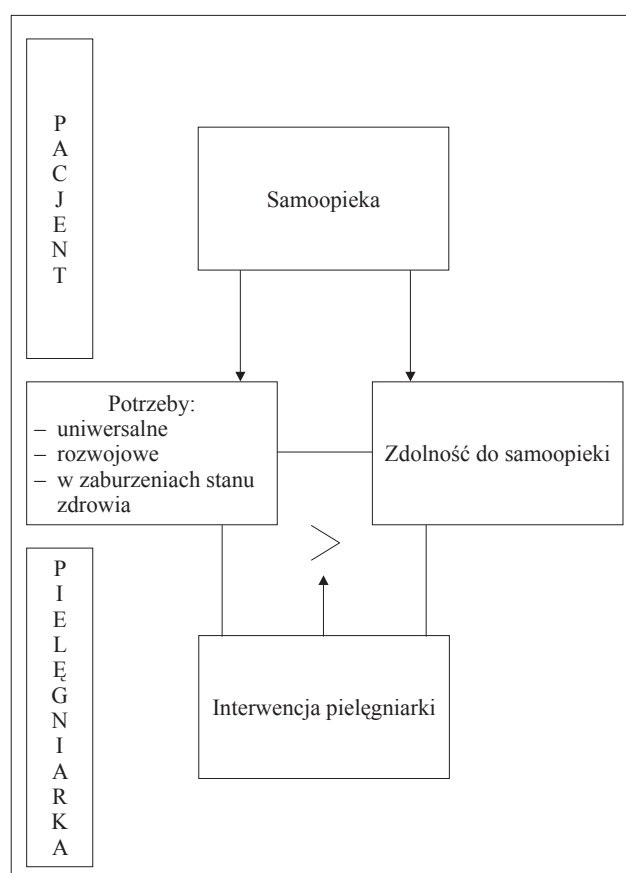 P
A
C
J
E
N
T
Samoopieka
Potrzeby:
– uniwersalne
– rozwojowe
– w zaburzeniach stanu
zdrowia
Zdolność do samoopieki
>
P
I
E
L
Ę
G
N
I
A
R
K
A
Interwencja pielęgniarki